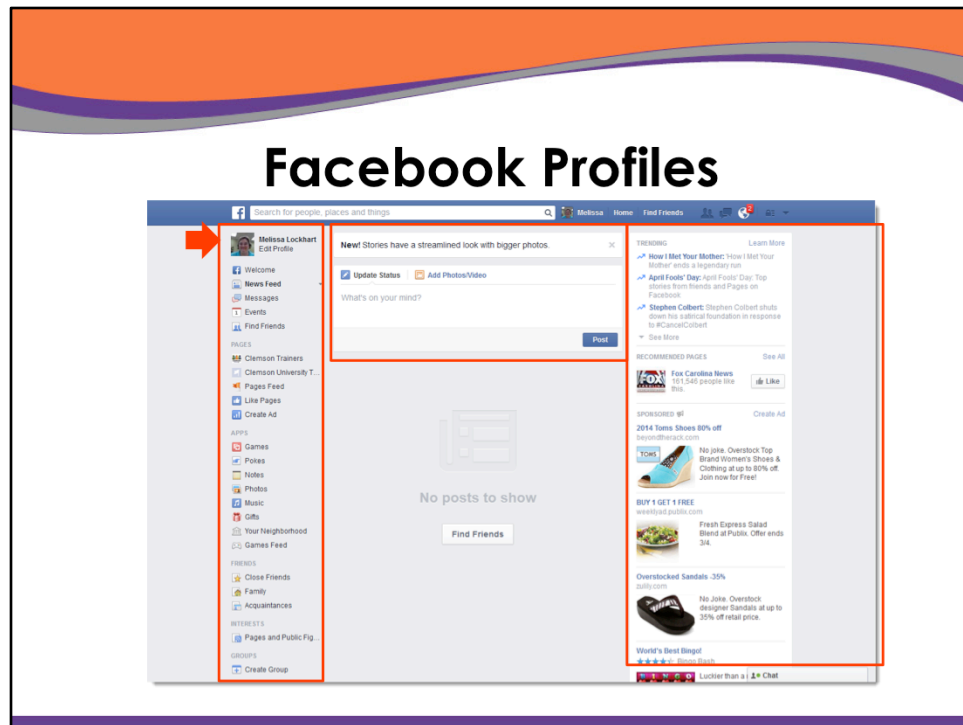 Facebook Profiles
Search for people, places and things
Melissa Home Find Friends
2
Melissa Lockhart
Edit Profile
Welcome
News Feed
Messages
Events
Find Friends
PAGES
Clemson Trainers
Clemson University T...
Pages Feed
Like Pages
Create Ad
APPS
Games
Pokes
Notes
Photos
Music
Gifts
Your Neighborhood
Games Feed
FRIENDS
Close Friends
Family
Acquaintances
INTERESTS
Pages and Public Fig...
GROUPS
Create Group
New! Stories have a streamlined look with bigger photos.
Update Status Add Photos/Video
What's on your mind?
Post
No posts to show
Find Friends
TRENDING Learn More
How I Met Your Mother: 'How I Met Your
Mother' ends a legendary run
April Fools' Day: April Fools' Day: Top
stories from friends and Pages on
Facebook
Stephen Colbert: Stephen Colbert shuts
down his satirical foundation in response
to #CancelColbert
See More
RECOMMENDED PAGES See All
FOX
Fox Carolina News
161,546 people like
this.
Like
SPONSORED Create Ad
2014 Toms Shoes 80% off
beyondtherack.com
TOMS
No joke. Overstock Top
Brand Women's Shoes &
Clothing at up to 80% off.
Join now for Free!
BUY 1 GET 1 FREE
weeklyad.publix.com
Fresh Express Salad
Blend at Publix. Offer ends
3/4.
Overstocked Sandals -35%
zulily.com
No Joke. Overstock
designer Sandals at up to
35% off retail price.
World's Best Bingo!
Bingo Bash
BINGO
Luckier than a
Chat